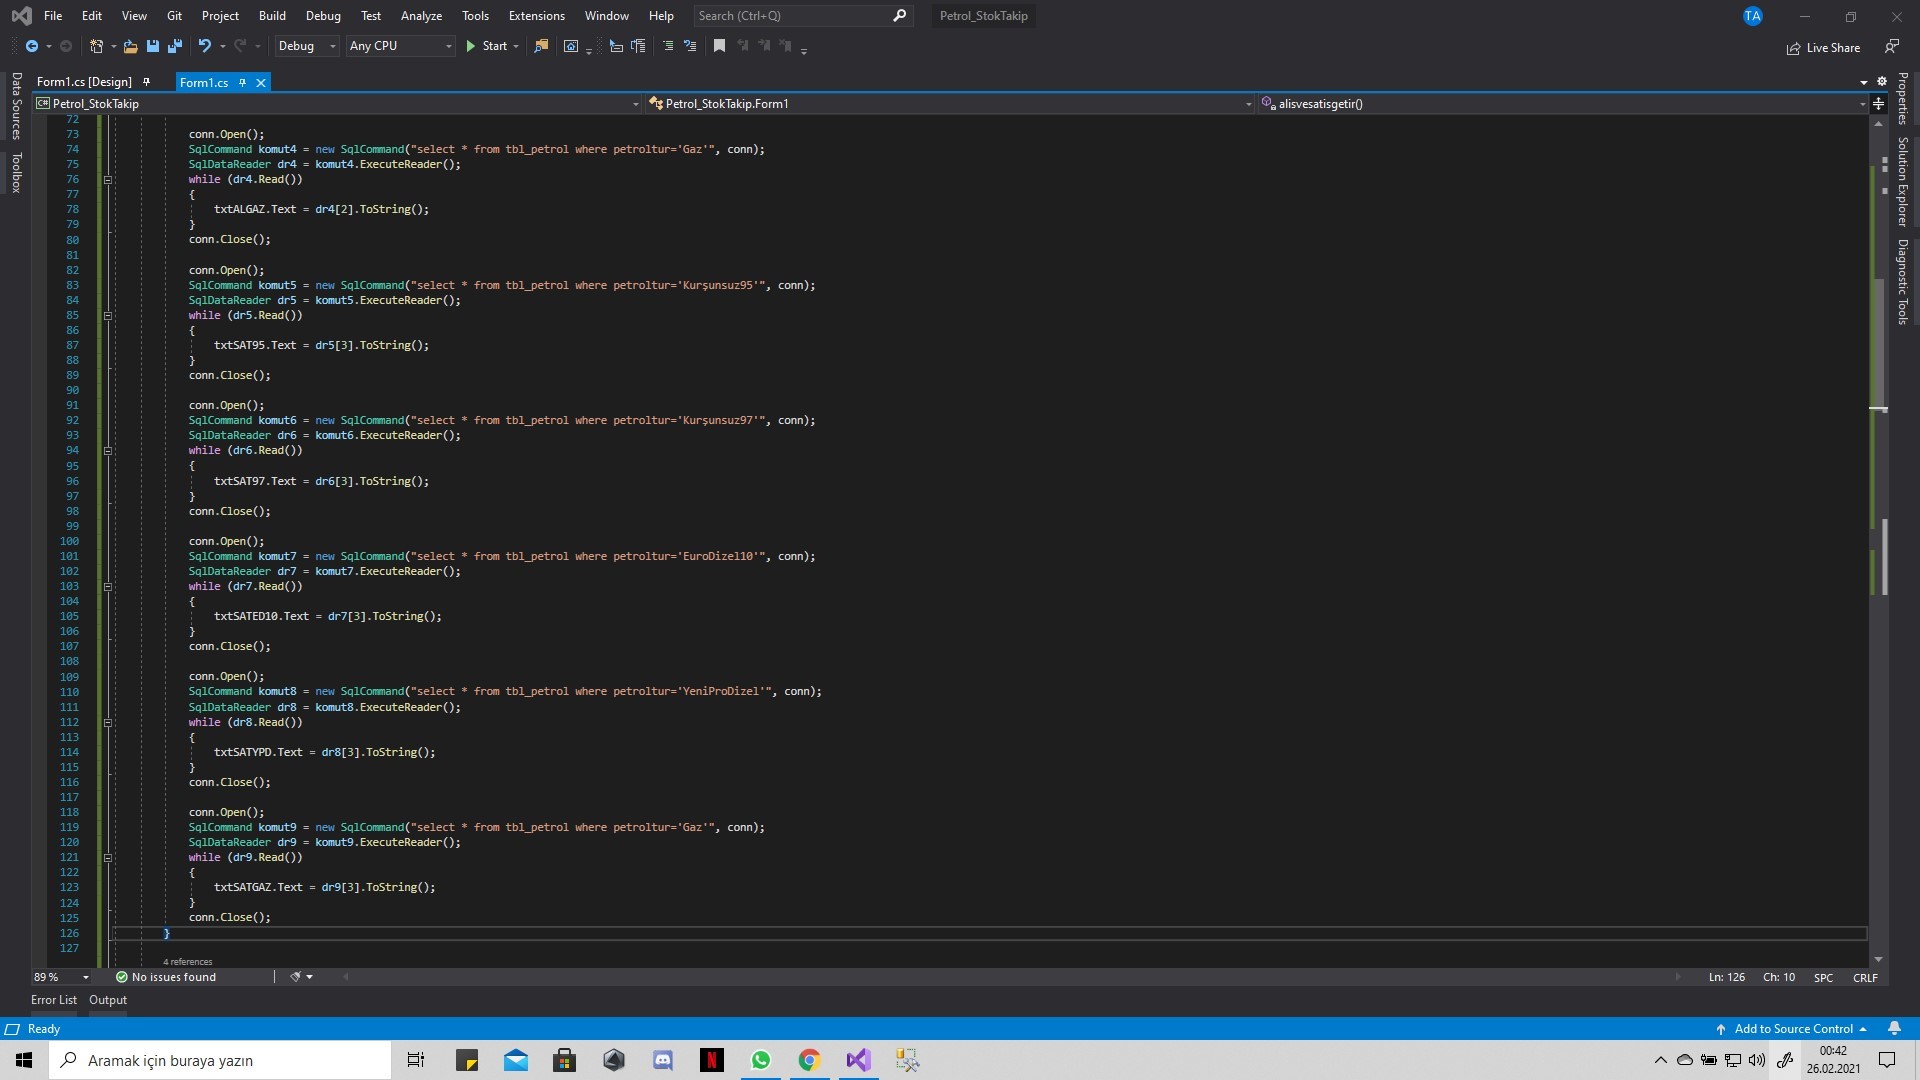 File Edit View Git Project Build Debug Test Analyze Tools Extensions Window Help Search (Ctrl+Q) Petrol_StokTakip TA
Debug Any CPU Start Live Share
Form1.cs [Design] Form1.cs
Petrol_StokTakip Petrol_StokTakip.Form1 alisvesatisgetir()
Data Sources
Toolbox
Properties
Solution Explorer
Diagnostic Tools
72
73 conn.Open();
74 SqlCommand komut4 = new SqlCommand("select * from tbl_petrol where petroltur='Gaz'", conn);
75 SqlDataReader dr4 = komut4.ExecuteReader();
76 while (dr4.Read())
77 {
78 txtALGAZ.Text = dr4[2].ToString();
79 }
80 conn.Close();
81
82 conn.Open();
83 SqlCommand komut5 = new SqlCommand("select * from tbl_petrol where petroltur='Kurşunsuz95'", conn);
84 SqlDataReader dr5 = komut5.ExecuteReader();
85 while (dr5.Read())
86 {
87 txtSAT95.Text = dr5[3].ToString();
88 }
89 conn.Close();
90
91 conn.Open();
92 SqlCommand komut6 = new SqlCommand("select * from tbl_petrol where petroltur='Kurşunsuz97'", conn);
93 SqlDataReader dr6 = komut6.ExecuteReader();
94 while (dr6.Read())
95 {
96 txtSAT97.Text = dr6[3].ToString();
97 }
98 conn.Close();
99
100 conn.Open();
101 SqlCommand komut7 = new SqlCommand("select * from tbl_petrol where petroltur='EuroDizel10'", conn);
102 SqlDataReader dr7 = komut7.ExecuteReader();
103 while (dr7.Read())
104 {
105 txtSATED10.Text = dr7[3].ToString();
106 }
107 conn.Close();
108
109 conn.Open();
110 SqlCommand komut8 = new SqlCommand("select * from tbl_petrol where petroltur='YeniProDizel'", conn);
111 SqlDataReader dr8 = komut8.ExecuteReader();
112 while (dr8.Read())
113 {
114 txtSATYPD.Text = dr8[3].ToString();
115 }
116 conn.Close();
117
118 conn.Open();
119 SqlCommand komut9 = new SqlCommand("select * from tbl_petrol where petroltur='Gaz'", conn);
120 SqlDataReader dr9 = komut9.ExecuteReader();
121 while (dr9.Read())
122 {
123 txtSATGAZ.Text = dr9[3].ToString();
124 }
125 conn.Close();
126 }
127
4 references
89 % No issues found Ln: 126 Ch: 10 SPC CRLF
Error List Output
Ready Add to Source Control
Aramak için buraya yazın
00:42
26.02.2021